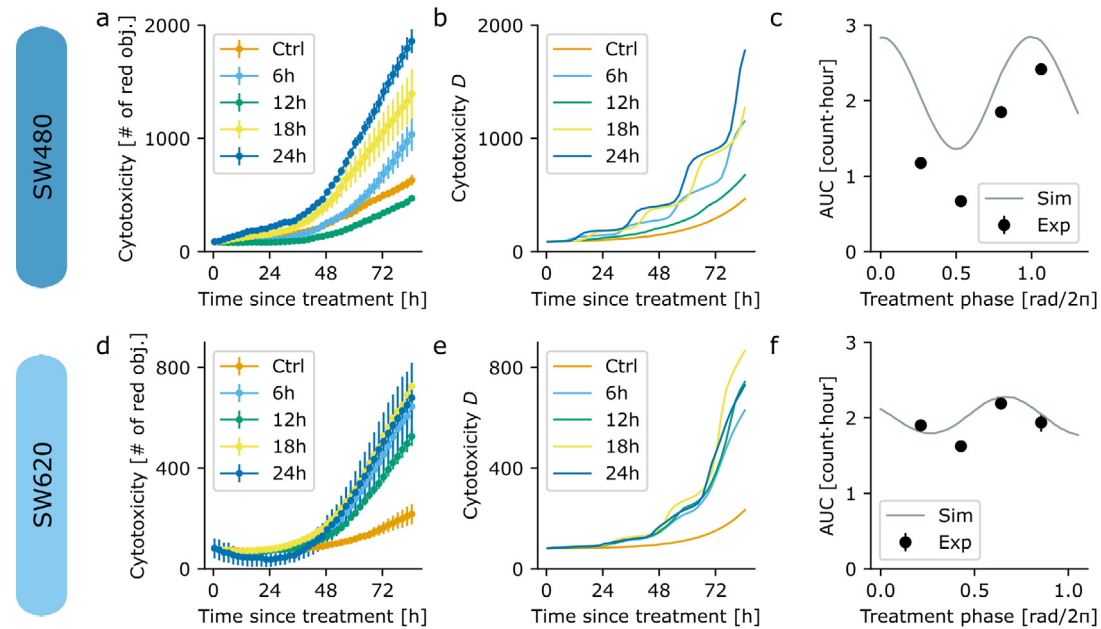 SW480
a
Cytotoxicity [# of red obj.]
2000
1000
0
Ctrl
6h
12h
18h
24h
0 24 48 72
Time since treatment [h]
b
Cytotoxicity D
2000
1000
0
Ctrl
6h
12h
18h
24h
0 24 48 72
Time since treatment [h]
c
AUC [count·hour]
3
2
1
0
Sim
Exp
0.0 0.5 1.0
Treatment phase [rad/2π]
SW620
d
Cytotoxicity [# of red obj.]
800
400
0
Ctrl
6h
12h
18h
24h
0 24 48 72
Time since treatment [h]
e
Cytotoxicity D
800
400
0
Ctrl
6h
12h
18h
24h
0 24 48 72
Time since treatment [h]
f
AUC [count·hour]
3
2
1
0
Sim
Exp
0.0 0.5 1.0
Treatment phase [rad/2π]